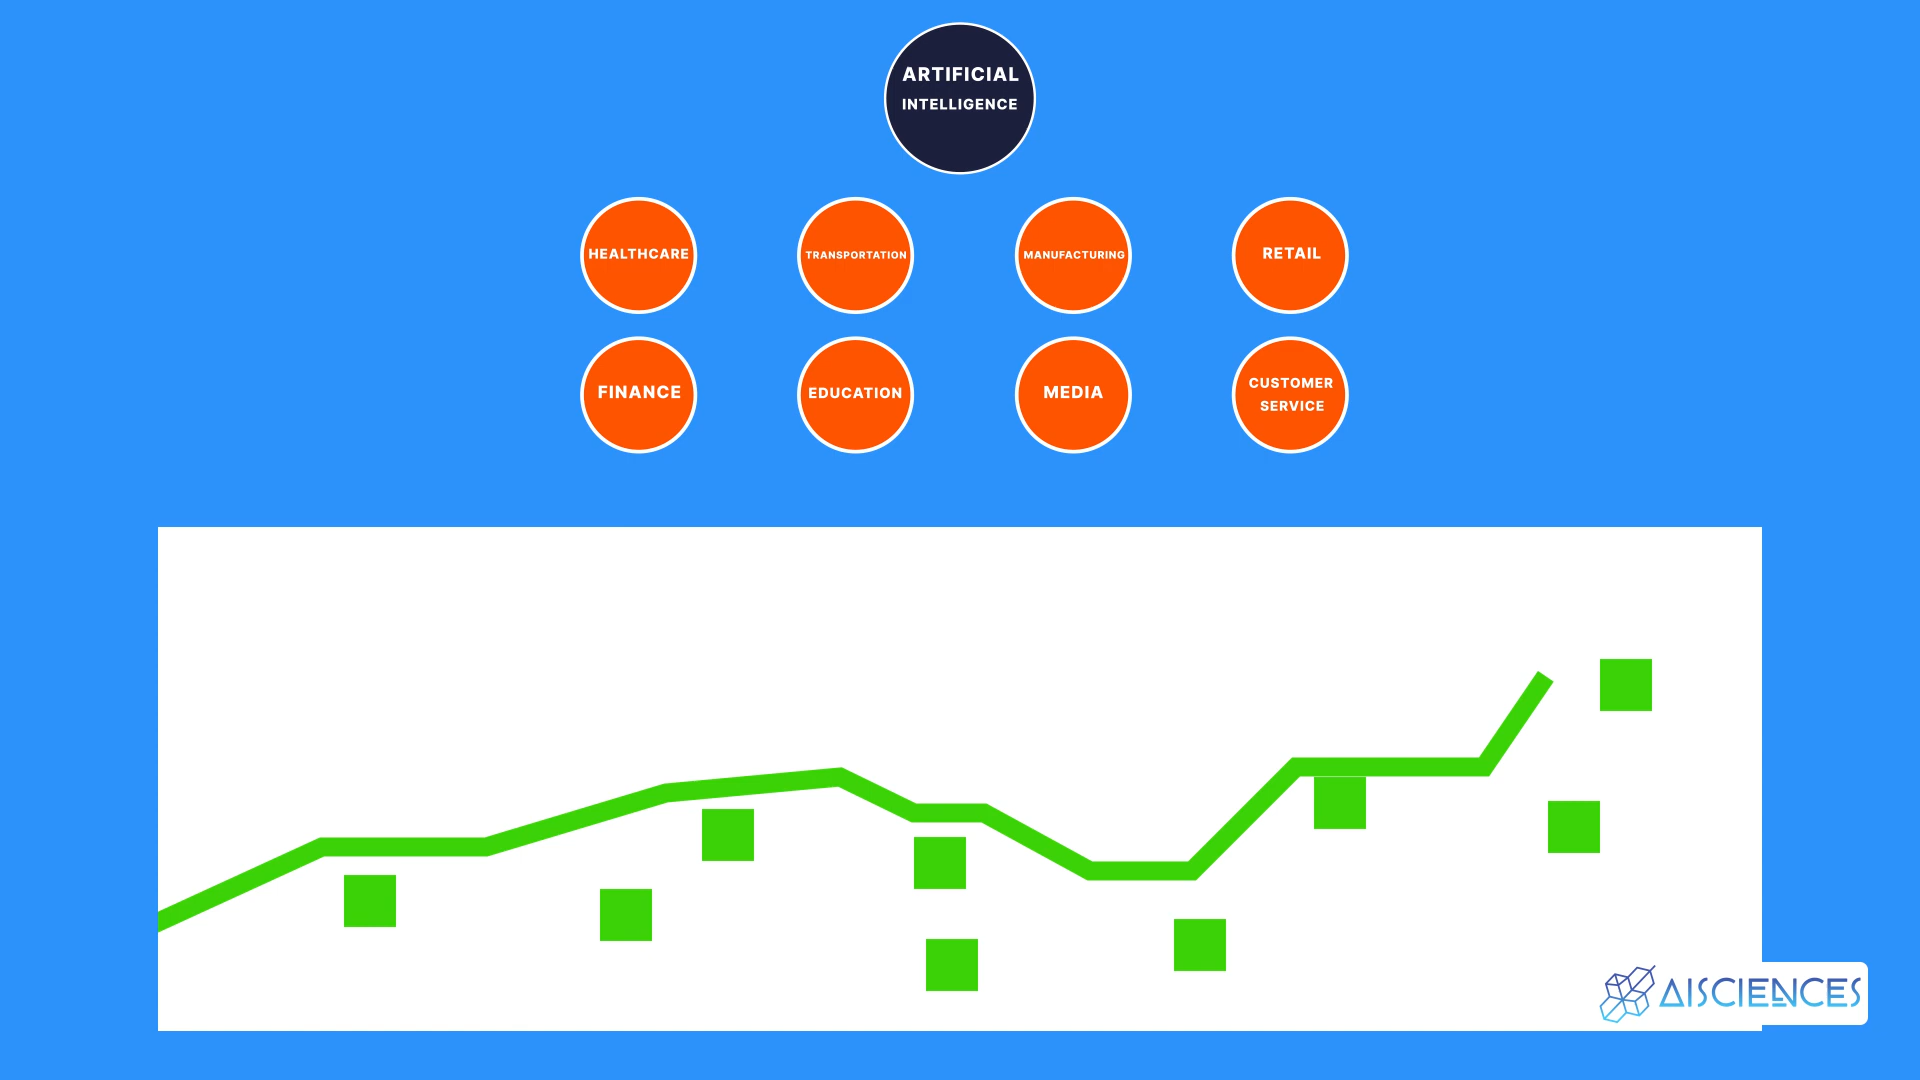 ARTIFICIAL
INTELLIGENCE
HEALTHCARE
TRANSPORTATION
MANUFACTURING
RETAIL
FINANCE
EDUCATION
MEDIA
CUSTOMER
SERVICE
AISCIENCES